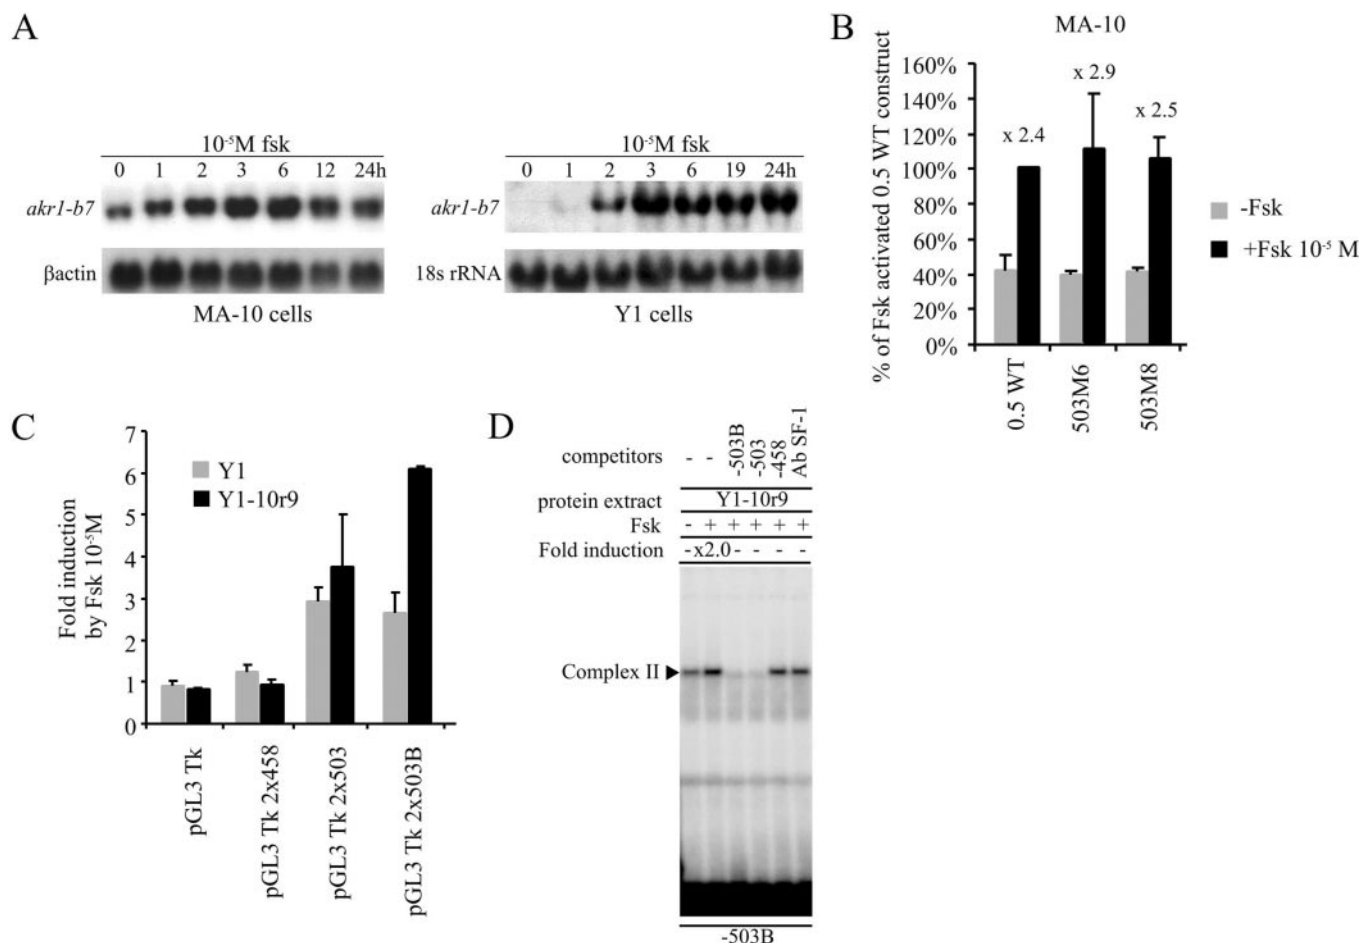 A
10⁻⁵M fsk
0 1 2 3 6 12 24h
akr1-b7
βactin
MA-10 cells
10⁻⁵M fsk
0 1 2 3 6 19 24h
akr1-b7
18s rRNA
Y1 cells
B
MA-10
% of Fsk activated 0.5 WT construct
160%
140%
120%
100%
80%
60%
40%
20%
0%
x 2.4
x 2.9
x 2.5
-Fsk
+Fsk 10⁻⁵ M
0.5 WT
503M6
503M8
C
Fold induction
by Fsk 10⁻⁵M
7
6
5
4
3
2
1
0
Y1
Y1-10r9
pGL3 Tk
pGL3 Tk 2x458
pGL3 Tk 2x503
pGL3 Tk 2x503B
D
competitors - - -503B -503 -458 Ab SF-1
protein extract Y1-10r9
Fsk - + + + + +
Fold induction - x2.0 - - - -
Complex II
-503B